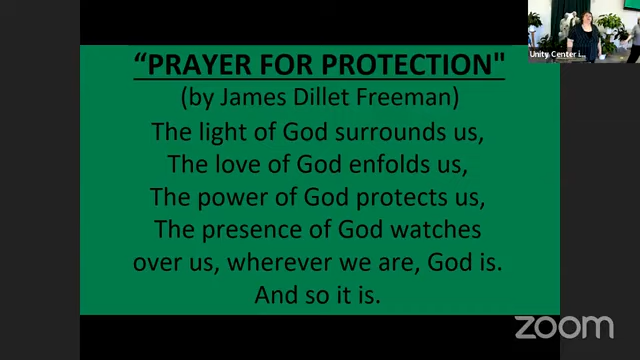 “PRAYER FOR PROTECTION"
(by James Dillet Freeman)
The light of God surrounds us,
The love of God enfolds us,
The power of God protects us,
The presence of God watches
over us, wherever we are, God is.
And so it is.
Unity Center i...
zoom